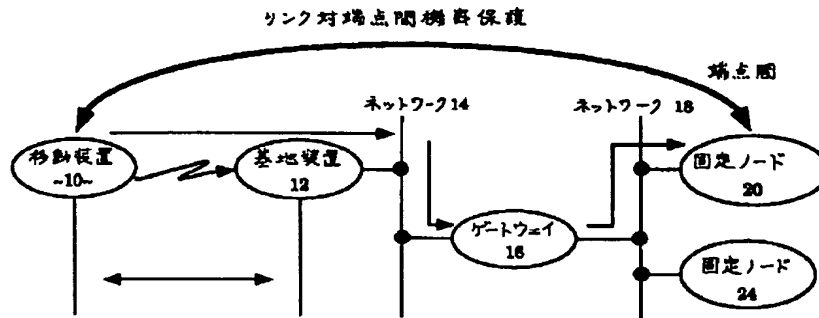 リンク対端点間機密保護
端点間
ネットワーク14
ネットワーク 18
移動装置
~10~
基地装置
12
固定ノード
20
ゲートウェイ
16
固定ノード
24